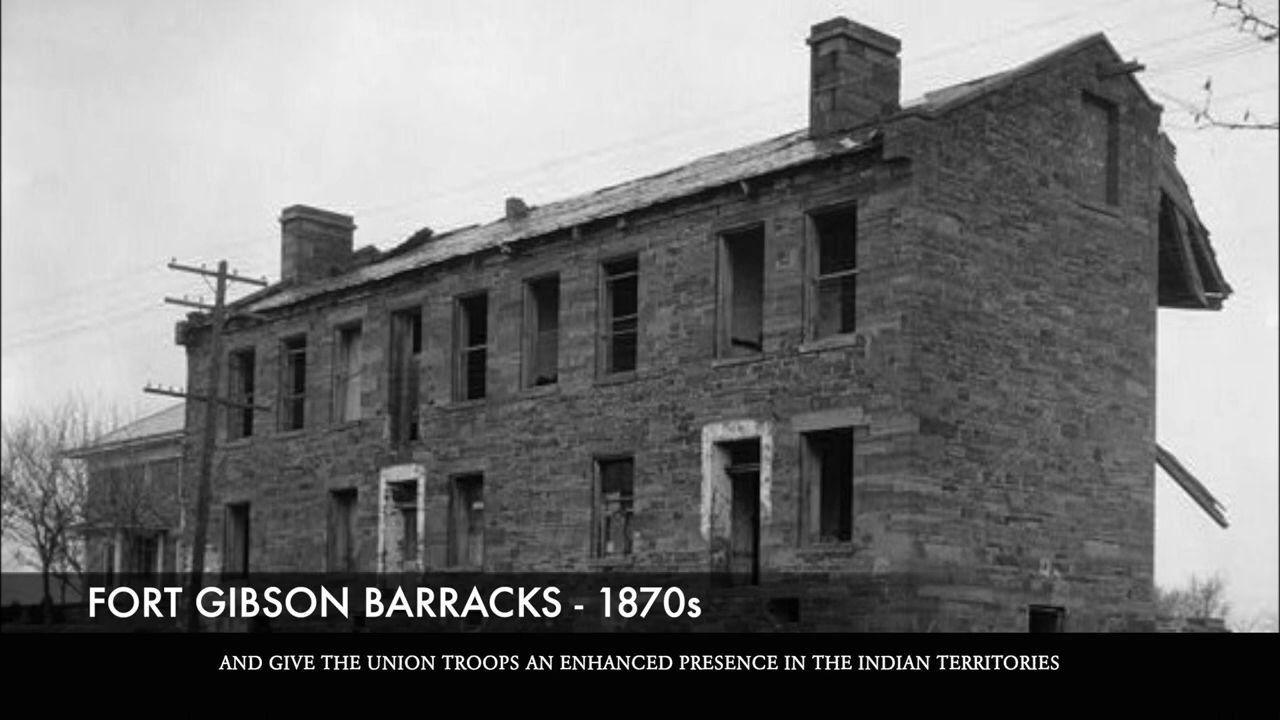 FORT GIBSON BARRACKS - 1870s
AND GIVE THE UNION TROOPS AN ENHANCED PRESENCE IN THE INDIAN TERRITORIES